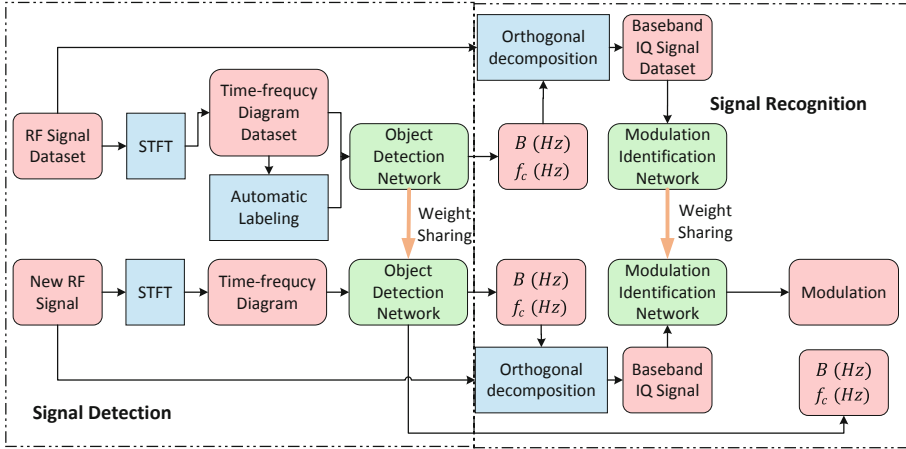 RF Signal
Dataset
STFT
Time-frequcy
Diagram
Dataset
Automatic
Labeling
Object
Detection
Network
B (Hz)
f_c (Hz)
Orthogonal
decomposition
Baseband
IQ Signal
Dataset
Signal Recognition
Modulation
Identification
Network
Weight
Sharing
Weight
Sharing
New RF
Signal
STFT
Time-frequcy
Diagram
Object
Detection
Network
B (Hz)
f_c (Hz)
Modulation
Identification
Network
Modulation
Orthogonal
decomposition
Baseband
IQ Signal
B (Hz)
f_c (Hz)
Signal Detection